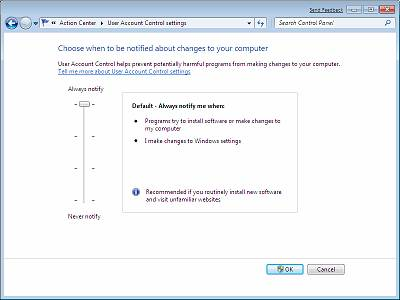 Send Feedback
« Action Center › User Account Control settings
Search Control Panel
Choose when to be notified about changes to your computer
User Account Control helps prevent potentially harmful programs from making changes to your computer.
Tell me more about User Account Control settings
Always notify
Default - Always notify me when:
• Programs try to install software or make changes to
my computer
• I make changes to Windows settings
Recommended if you routinely install new software
and visit unfamiliar websites.
Never notify
OK
Cancel